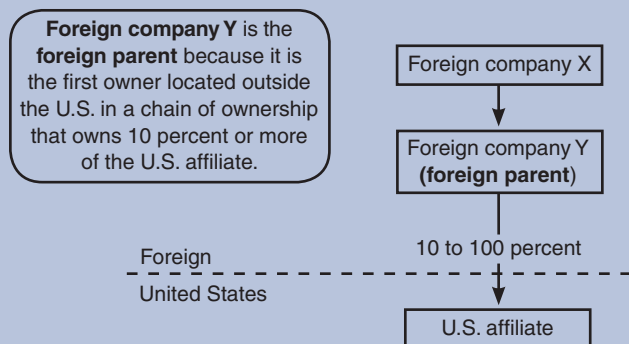 Foreign company Y is the
foreign parent because it is
the first owner located outside
the U.S. in a chain of ownership
that owns 10 percent or more
of the U.S. affiliate.
Foreign company X
Foreign company Y
(foreign parent)
10 to 100 percent
Foreign
United States
U.S. affiliate